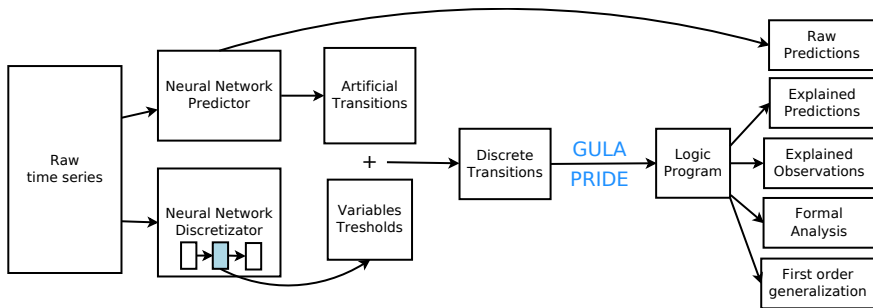 Raw
time series
Neural Network
Predictor
Artificial
Transitions
Neural Network
Discretizator
+
Variables
Tresholds
Discrete
Transitions
GULA
PRIDE
Logic
Program
Raw
Predictions
Explained
Predictions
Explained
Observations
Formal
Analysis
First order
generalization